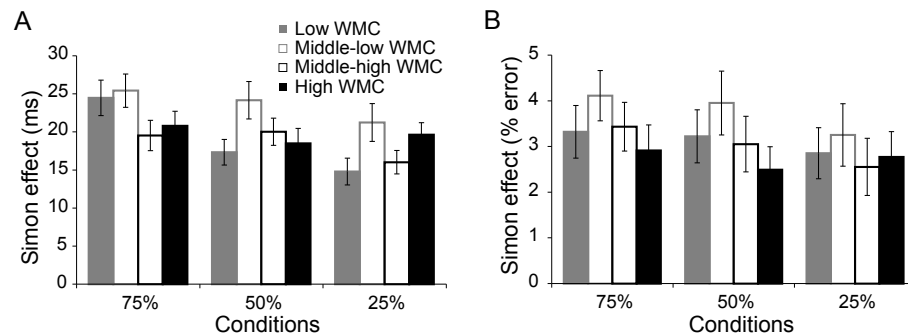 A
Simon effect (ms)
30
25
20
15
10
5
0
Low WMC
Middle-low WMC
Middle-high WMC
High WMC
75%
50%
25%
Conditions
B
Simon effect (% error)
5
4
3
2
1
0
75%
50%
25%
Conditions